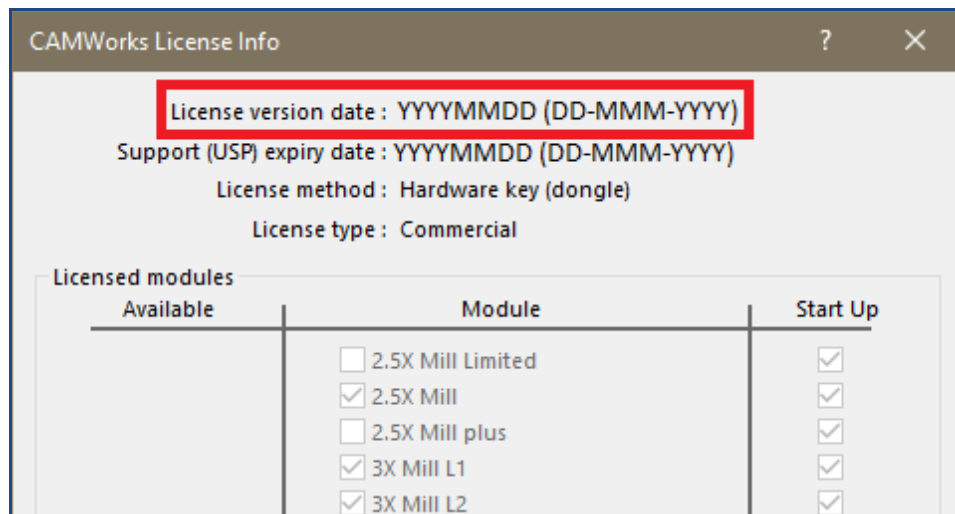 CAMWorks License Info ?
License version date : YYYYMMDD (DD-MMM-YYYY)
Support (USP) expiry date : YYYYMMDD (DD-MMM-YYYY)
License method : Hardware key (dongle)
License type : Commercial
Licensed modules
Available Module Start Up
2.5X Mill Limited
2.5X Mill
2.5X Mill plus
3X Mill L1
3X Mill L2